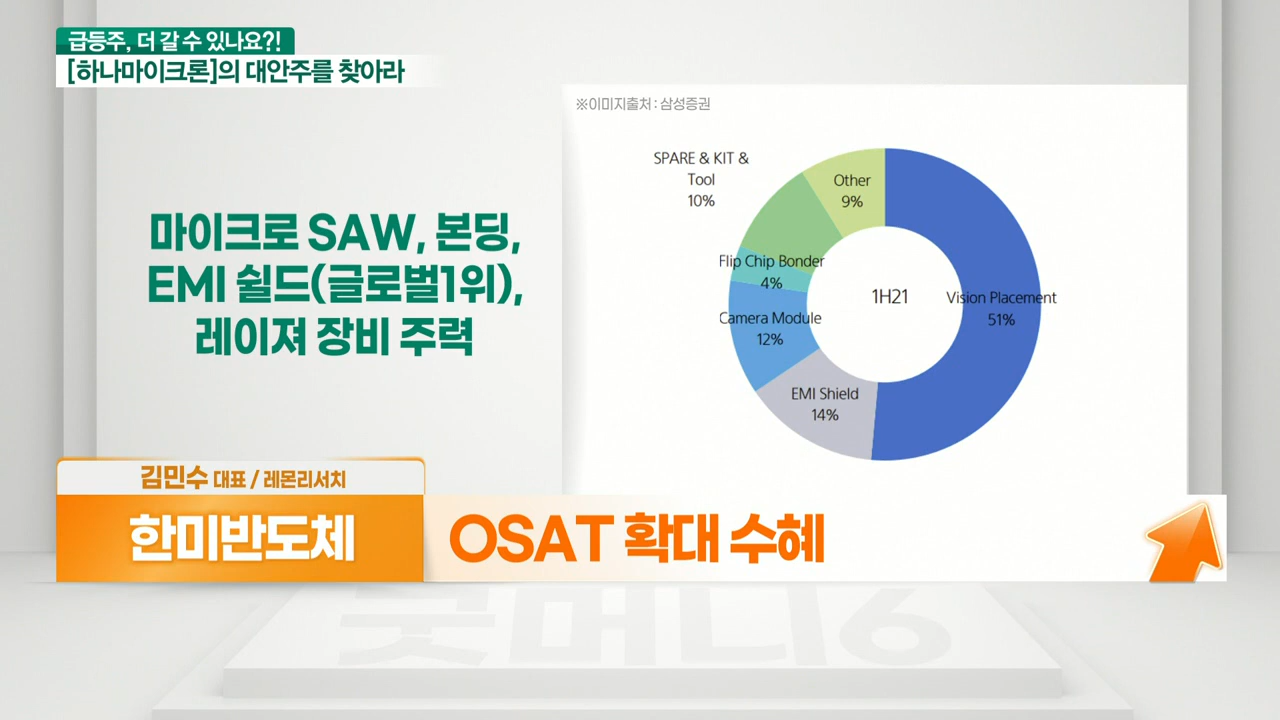 급등주, 더 갈 수 있나요?!
[하나마이크론]의 대안주를 찾아라
※이미지출처 : 삼성증권
마이크로 SAW, 본딩,
EMI 쉴드(글로벌1위),
레이져 장비 주력
SPARE & KIT &
Tool
10%
Other
9%
Flip Chip Bonder
4%
Camera Module
12%
EMI Shield
14%
1H21
Vision Placement
51%
김민수 대표 / 레몬리서치
한미반도체
OSAT 확대 수혜
굿머니6